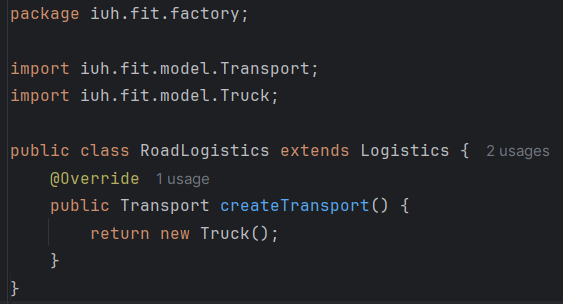 package iuh.fit.factory;
import iuh.fit.model.Transport;
import iuh.fit.model.Truck;
public class RoadLogistics extends Logistics { 2 usages
@Override 1 usage
public Transport createTransport() {
return new Truck();
}
}